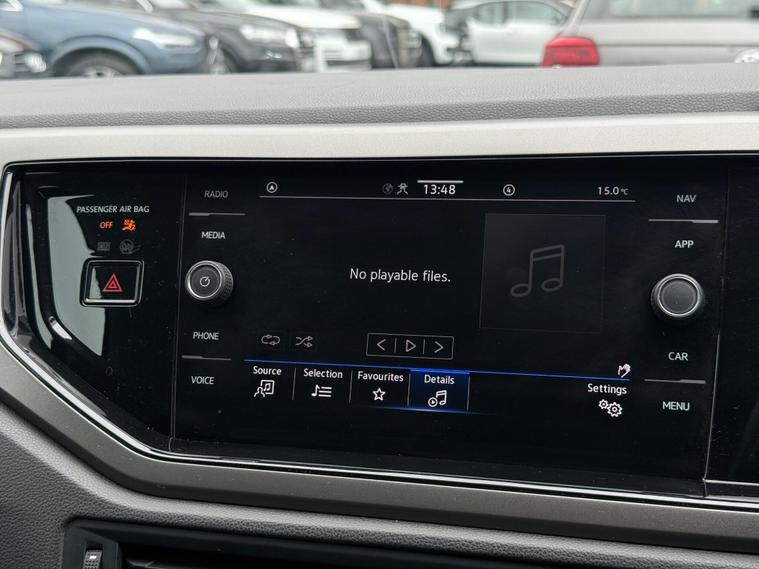 PASSENGER AIR BAG
OFF
RADIO
MEDIA
PHONE
VOICE
13:48
4
15.0°C
No playable files.
Source
Selection
Favourites
Details
Settings
NAV
APP
CAR
MENU